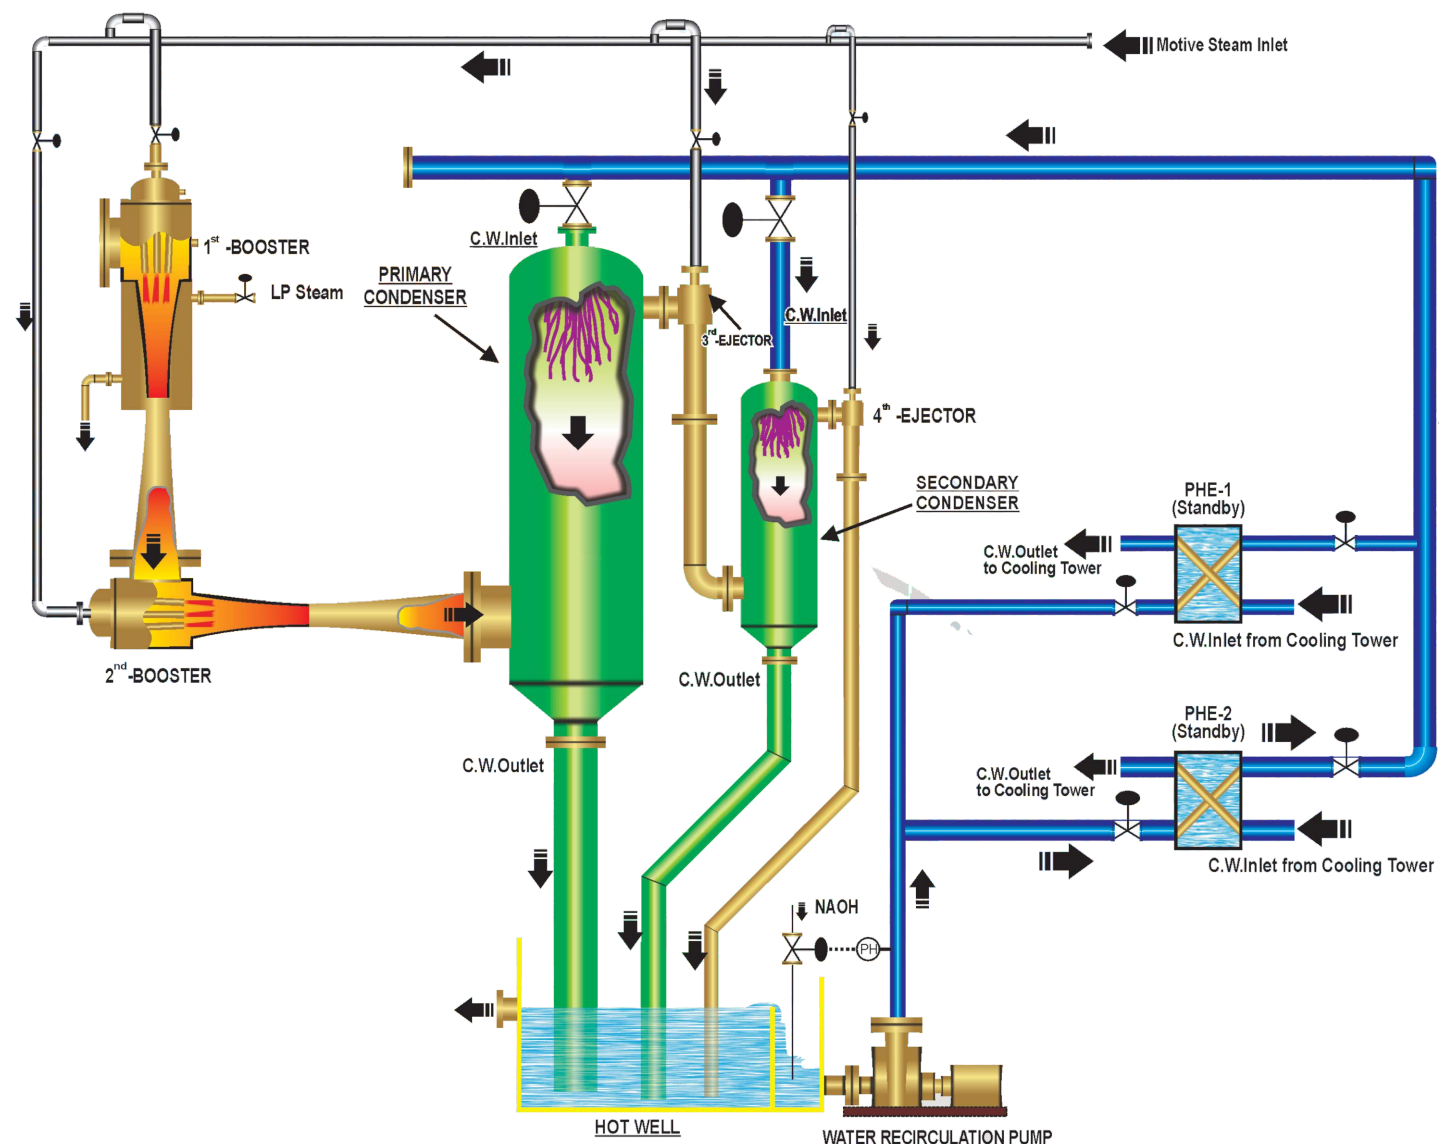 Motive Steam Inlet
1st -BOOSTER
C.W.Inlet
PRIMARY
CONDENSER
LP Steam
C.W.Inlet
3rd-EJECTOR
4th -EJECTOR
SECONDARY
CONDENSER
PHE-1
(Standby)
C.W.Outlet
to Cooling Tower
C.W.Inlet from Cooling Tower
2nd-BOOSTER
C.W.Outlet
PHE-2
(Standby)
C.W.Outlet
C.W.Outlet
to Cooling Tower
C.W.Inlet from Cooling Tower
NAOH
PH
HOT WELL
WATER RECIRCULATION PUMP